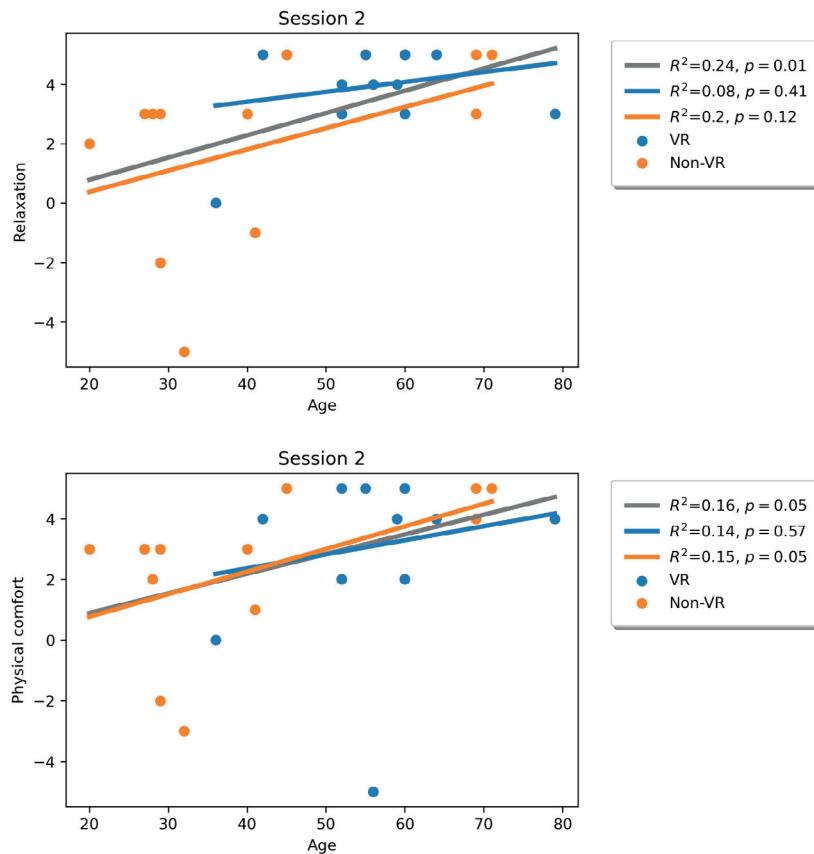 Session 2
4
2
0
−2
−4
Relaxation
20 30 40 50 60 70 80
Age
R²=0.24, p = 0.01
R²=0.08, p = 0.41
R²=0.2, p = 0.12
VR
Non-VR
Session 2
4
2
0
−2
−4
Physical comfort
20 30 40 50 60 70 80
Age
R²=0.16, p = 0.05
R²=0.14, p = 0.57
R²=0.15, p = 0.05
VR
Non-VR